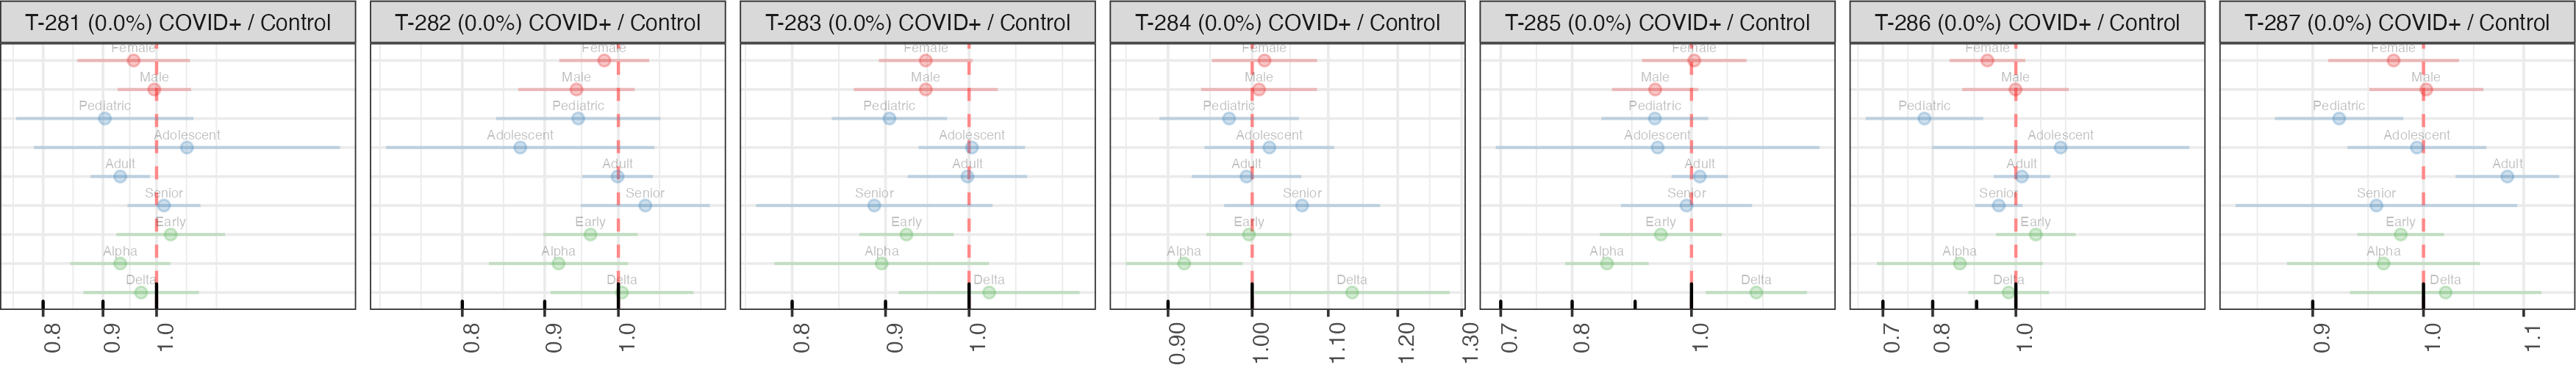 T-281 (0.0%) COVID+ / Control
Female
Male
Pediatric
Adolescent
Adult
Senior
Early
Alpha
Delta
0.8
0.9
1.0
T-282 (0.0%) COVID+ / Control
Female
Male
Pediatric
Adolescent
Adult
Senior
Early
Alpha
Delta
0.8
0.9
1.0
T-283 (0.0%) COVID+ / Control
Female
Male
Pediatric
Adolescent
Adult
Senior
Early
Alpha
Delta
0.8
0.9
1.0
T-284 (0.0%) COVID+ / Control
Female
Male
Pediatric
Adolescent
Adult
Senior
Early
Alpha
Delta
0.90
1.00
1.10
1.20
1.30
T-285 (0.0%) COVID+ / Control
Female
Male
Pediatric
Adolescent
Adult
Senior
Early
Alpha
Delta
0.7
0.8
1.0
T-286 (0.0%) COVID+ / Control
Female
Male
Pediatric
Adolescent
Adult
Senior
Early
Alpha
Delta
0.7
0.8
1.0
T-287 (0.0%) COVID+ / Control
Female
Male
Pediatric
Adolescent
Adult
Senior
Early
Alpha
Delta
0.9
1.0
1.1